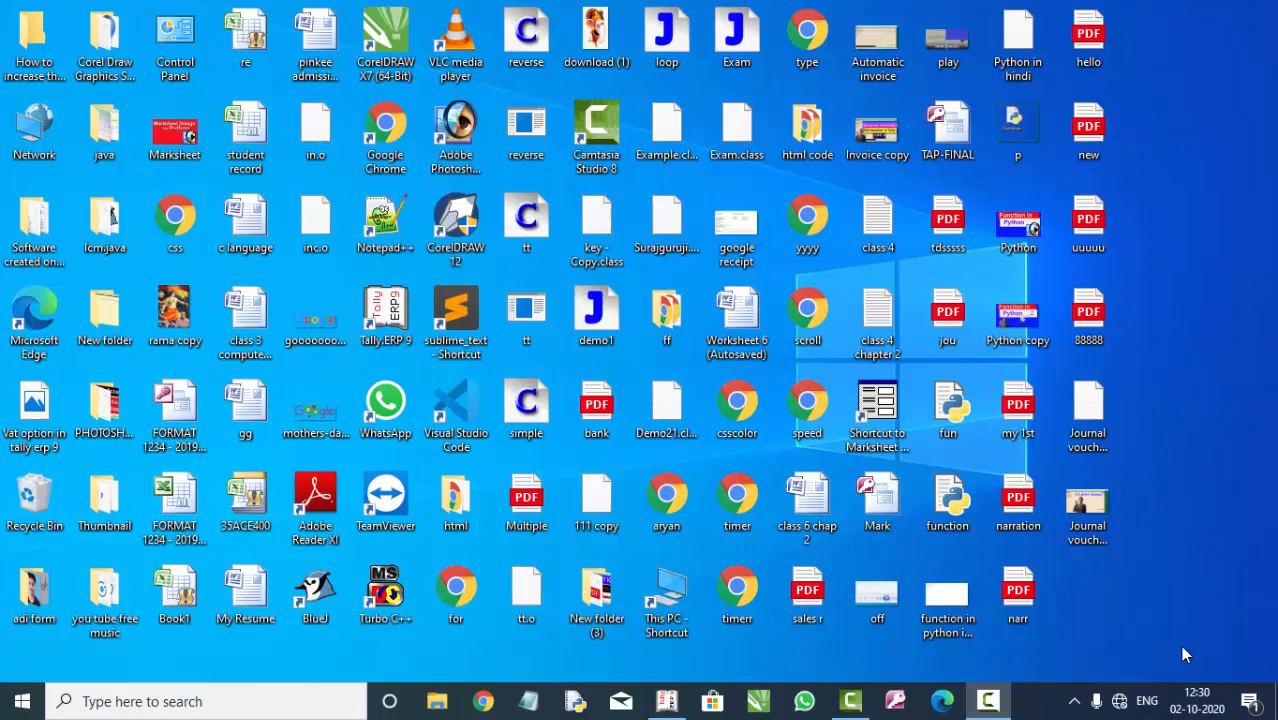 How to increase th...
Corel Draw Graphics S...
Control Panel
re
pinkee admissi...
CorelDRAW X7 (64-Bit)
VLC media player
reverse
download (1)
loop
Exam
type
Automatic invoice
play
Python in hindi
hello
Network
java
Marksheet
student record
in.o
Google Chrome
Adobe Photosh...
reverse
Camtasia Studio 8
Example.cl...
Exam.class
html code
Invoice copy
TAP-FINAL
p
new
Software created on...
lcm.java
css
c language
inc.o
Notepad++
CorelDRAW 12
tt
key - Copy.class
Surajguruji....
google receipt
yyyy
class 4
tdsssss
Python
uuuuu
Microsoft Edge
New folder
rama copy
class 3 compute...
gooooooo...
Tally.ERP 9
sublime_text - Shortcut
tt
demo1
ff
Worksheet 6 (Autosaved)
scroll
class 4 chapter 2
jou
Python copy
88888
Vat option in tally erp 9
PHOTOSH...
FORMAT 1234 - 2019...
gg
mothers-da...
WhatsApp
Visual Studio Code
simple
bank
Demo21.cl...
csscolor
speed
Shortcut to Marksheet ...
fun
my 1st
Journal vouch...
Recycle Bin
Thumbnail
FORMAT 1234 - 2019...
35ACE400
Adobe Reader XI
TeamViewer
html
Multiple
111 copy
aryan
timer
class 6 chap 2
Mark
function
narration
Journal vouch...
adi form
you tube free music
Book1
My Resume
BlueJ
Turbo C++
for
tt.o
New folder (3)
This PC - Shortcut
timerr
sales r
off
function in python i...
narr
Type here to search
ENG
12:30
02-10-2020